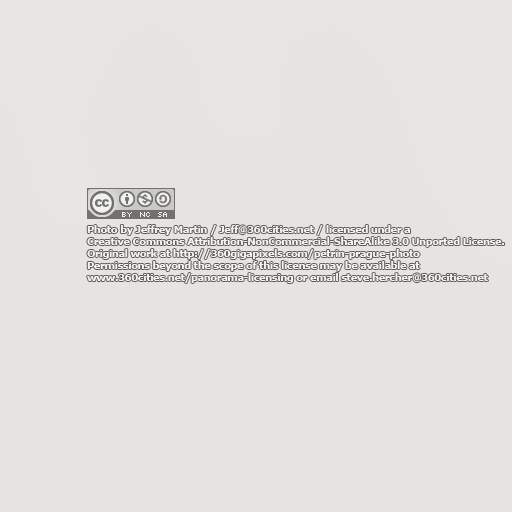 cc
BY NC SA
Photo by Jeffrey Martin / Jeff@360cities.net / licensed under a
Creative Commons Attribution-NonCommercial-ShareAlike 3.0 Unported License.
Original work at http://360gigapixels.com/petrin-prague-photo
Permissions beyond the scope of this license may be available at
www.360cities.net/panorama-licensing or email steve.hercher@360cities.net